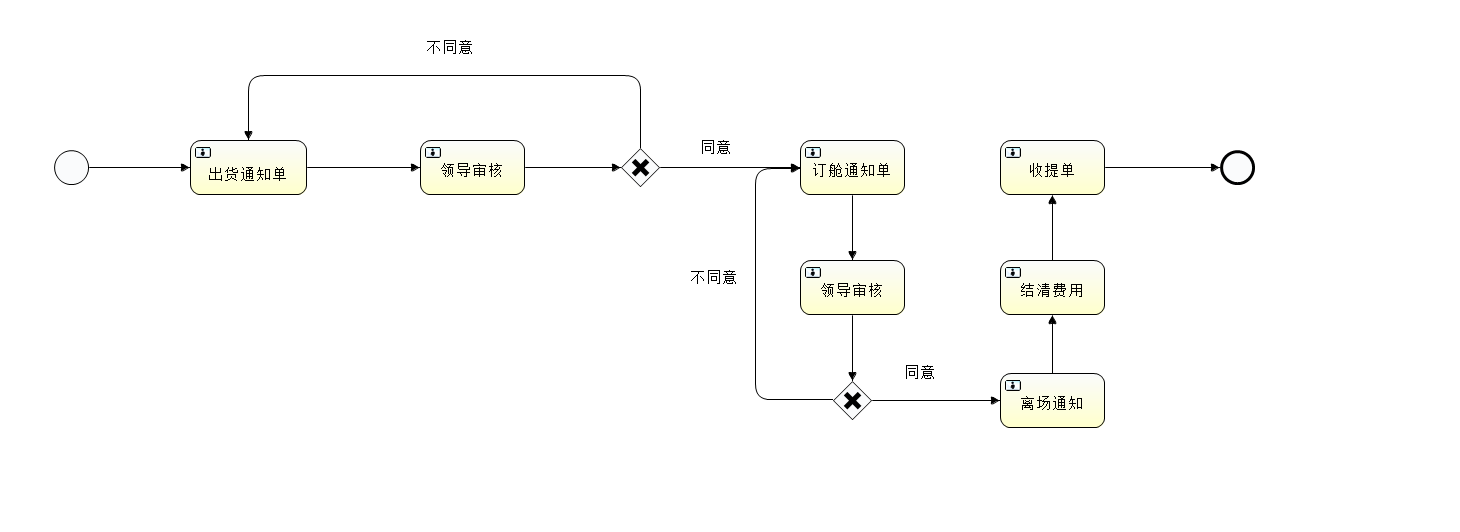 不同意
出货通知单
领导审核
同意
订舱通知单
收提单
不同意
领导审核
结清费用
同意
离场通知